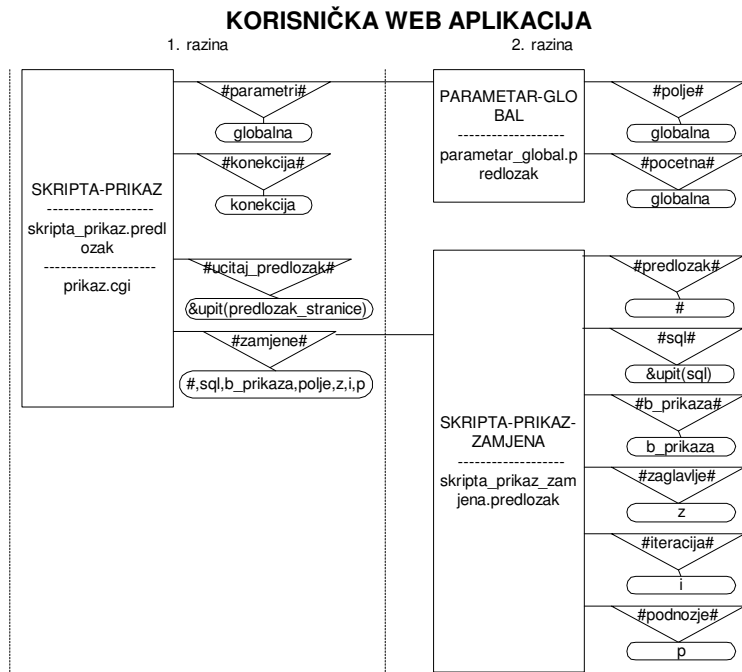 KORISNIČKA WEB APLIKACIJA
1. razina
2. razina
SKRIPTA-PRIKAZ
-------------------
skripta_prikaz.predl
ozak
--------------------
prikaz.cgi
#parametri#
globalna
#konekcija#
konekcija
#ucitaj_predlozak#
&upit(predlozak_stranice)
#zamjene#
#,sql,b_prikaza,polje,z,i,p
PARAMETAR-GLO
BAL
-------------------
parametar_global.p
redlozak
#polje#
globalna
#pocetna#
globalna
SKRIPTA-PRIKAZ-
ZAMJENA
-------------------
skripta_prikaz_zam
jena.predlozak
#predlozak#
#
#sql#
&upit(sql)
#b_prikaza#
b_prikaza
#zaglavlje#
z
#iteracija#
i
#podnozje#
p